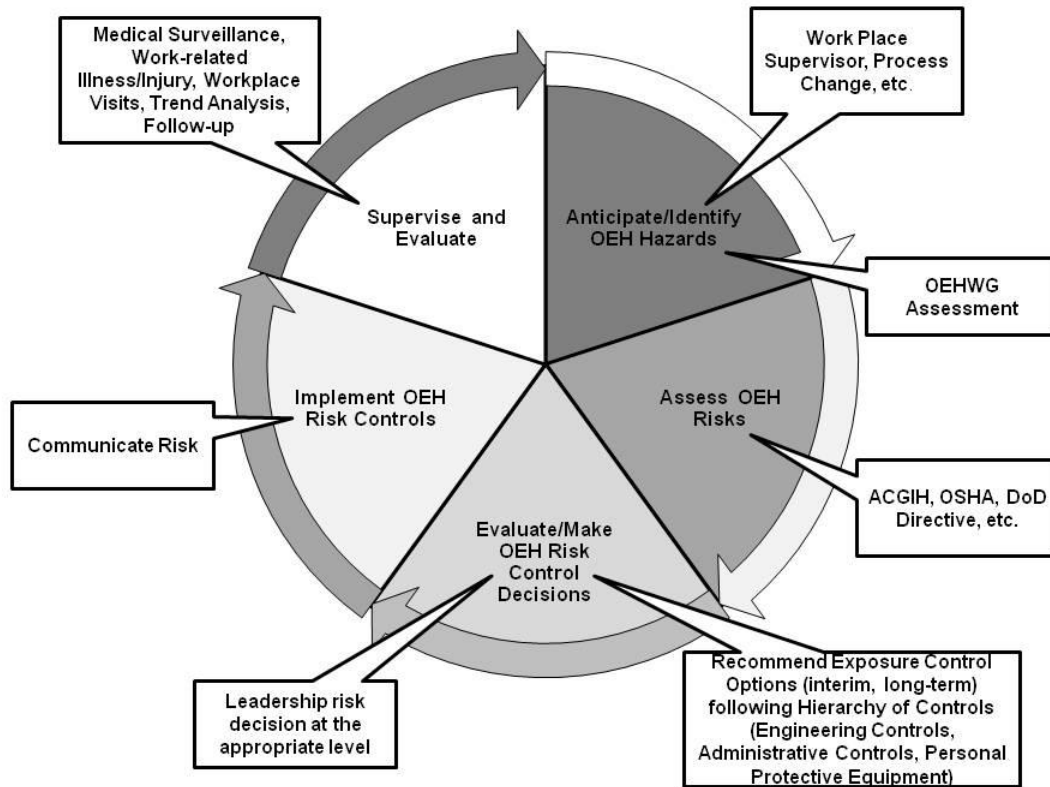 Medical Surveillance,
Work-related
Illness/Injury, Workplace
Visits, Trend Analysis,
Follow-up
Work Place
Supervisor, Process
Change, etc.
Supervise and
Evaluate
Anticipate/Identify
OEH Hazards
OEHWG
Assessment
Implement OEH
Risk Controls
Assess OEH
Risks
Communicate Risk
ACGIH, OSHA, DoD
Directive, etc.
Evaluate/Make
OEH Risk
Control
Decisions
Leadership risk
decision at the
appropriate level
Recommend Exposure Control
Options (interim, long-term)
following Hierarchy of Controls
(Engineering Controls,
Administrative Controls, Personal
Protective Equipment)